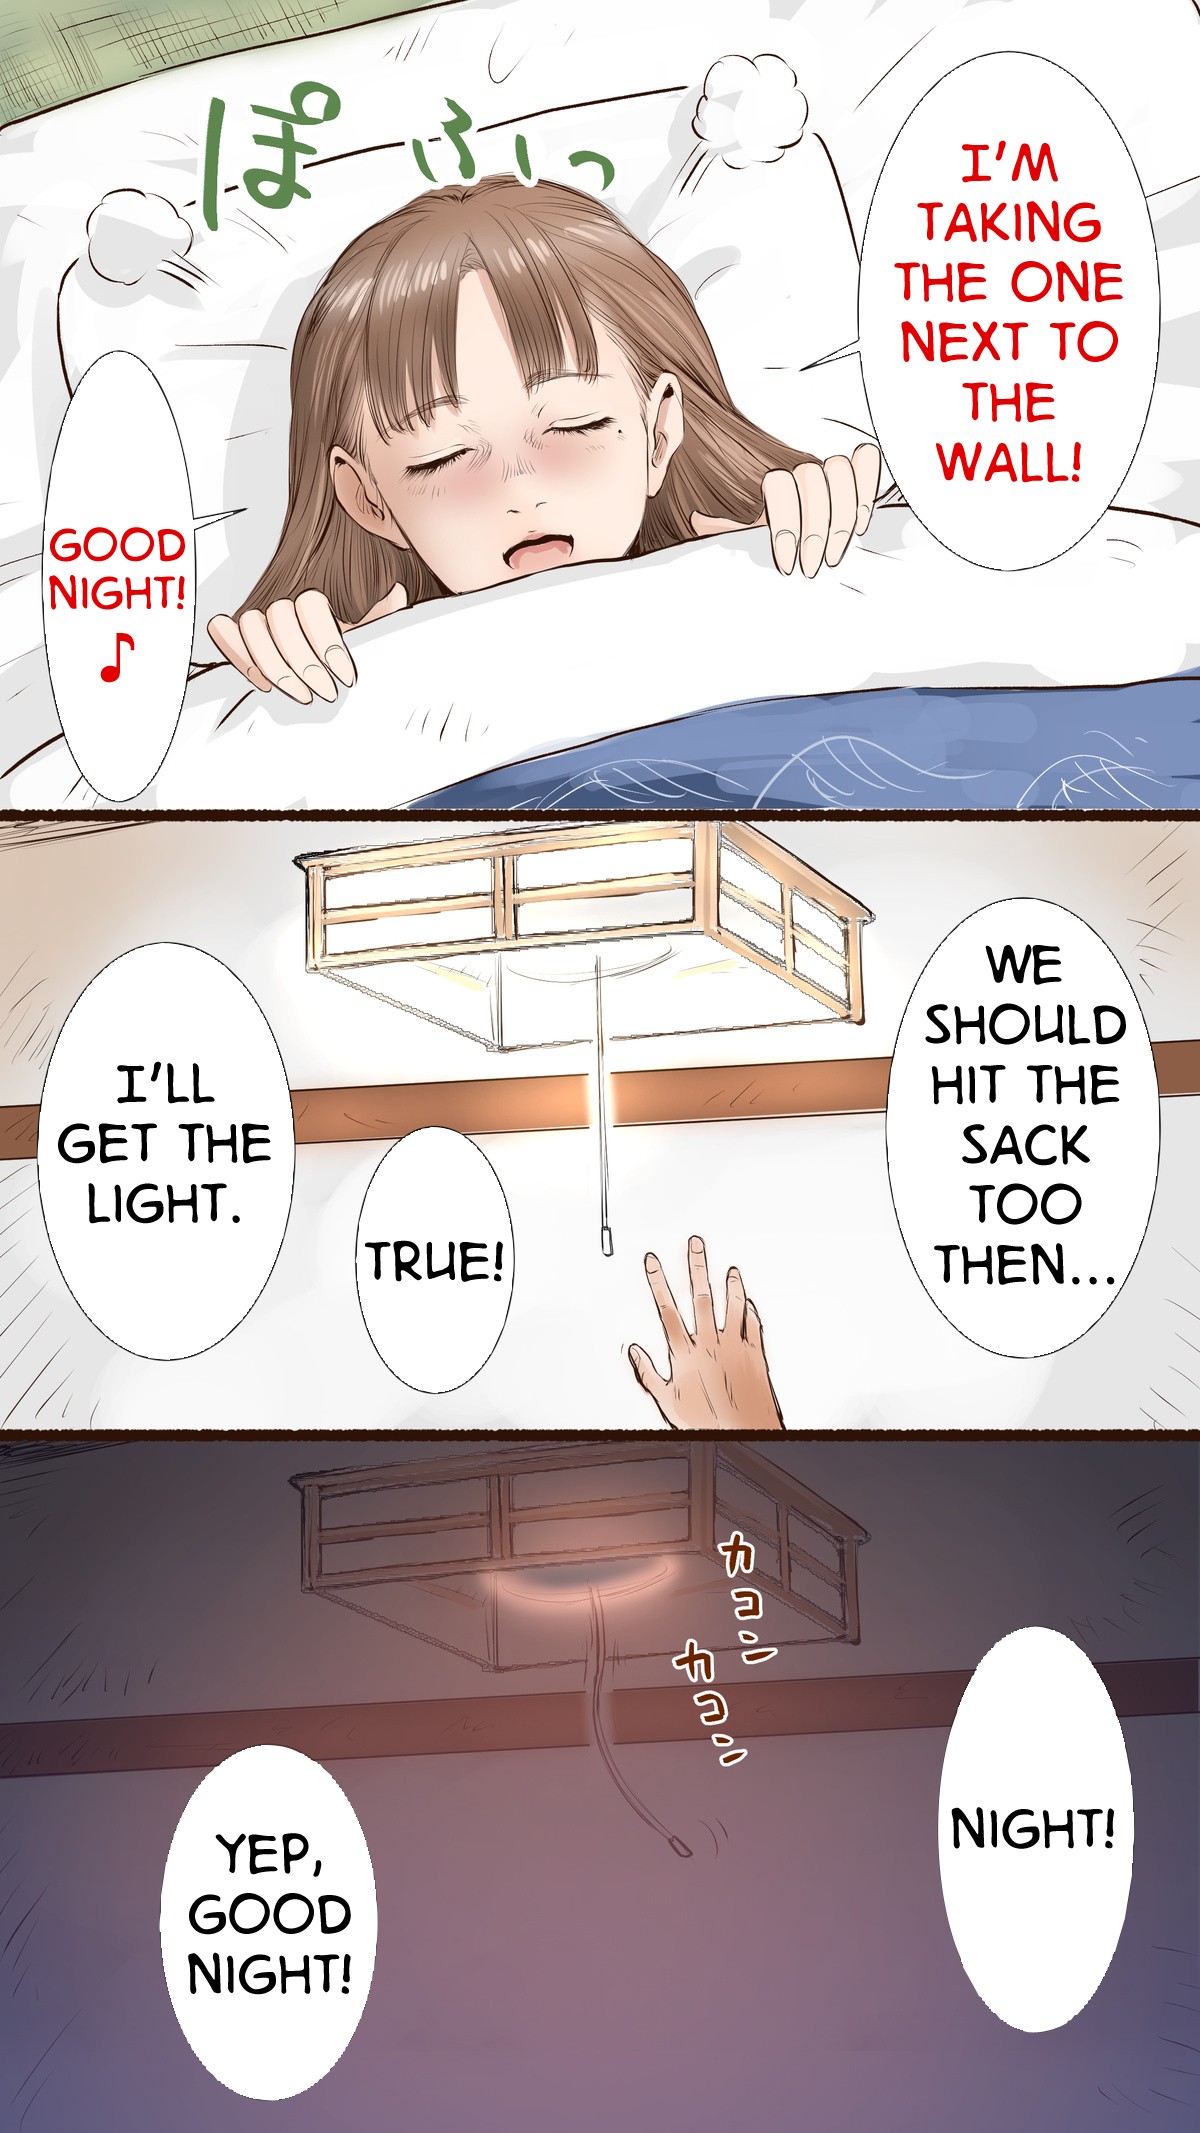 I'M
TAKING
THE ONE
NEXT TO
THE
WALL!
ぽふぃっ
GOOD
NIGHT!
♪
WE
SHOULD
HIT THE
SACK
TOO
THEN...
TRUE!
I'LL
GET THE
LIGHT.
カコン
カコン
NIGHT!
YEP,
GOOD
NIGHT!